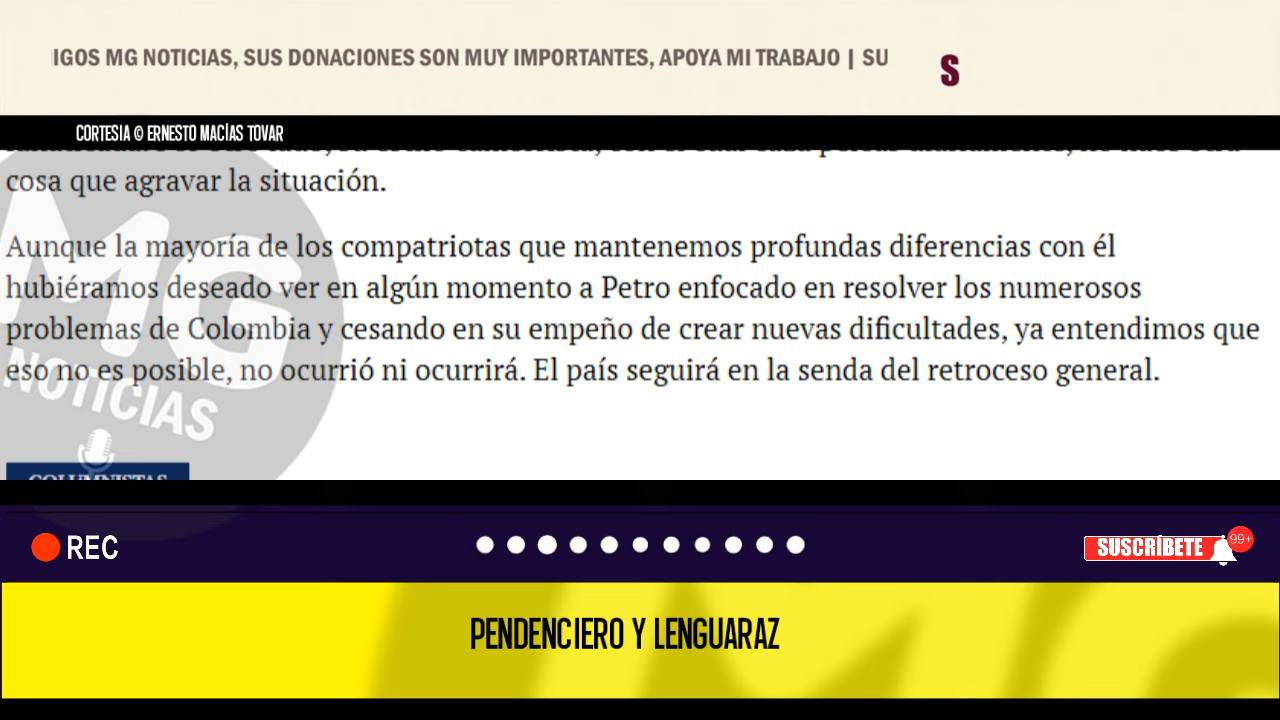 IGOS MG NOTICIAS, SUS DONACIONES SON MUY IMPORTANTES, APOYA MI TRABAJO | SU
S
CORTESIA © ERNESTO MACÍAS TOVAR
cosa que agravar la situación.
Aunque la mayoría de los compatriotas que mantenemos profundas diferencias con él
hubiéramos deseado ver en algún momento a Petro enfocado en resolver los numerosos
problemas de Colombia y cesando en su empeño de crear nuevas dificultades, ya entendimos que
eso no es posible, no ocurrió ni ocurrirá. El país seguirá en la senda del retroceso general.
MG
NOTICIAS
COLUMNISTAS
REC
SUSCRÍBETE
99+
PENDENCIERO Y LENGUARAZ